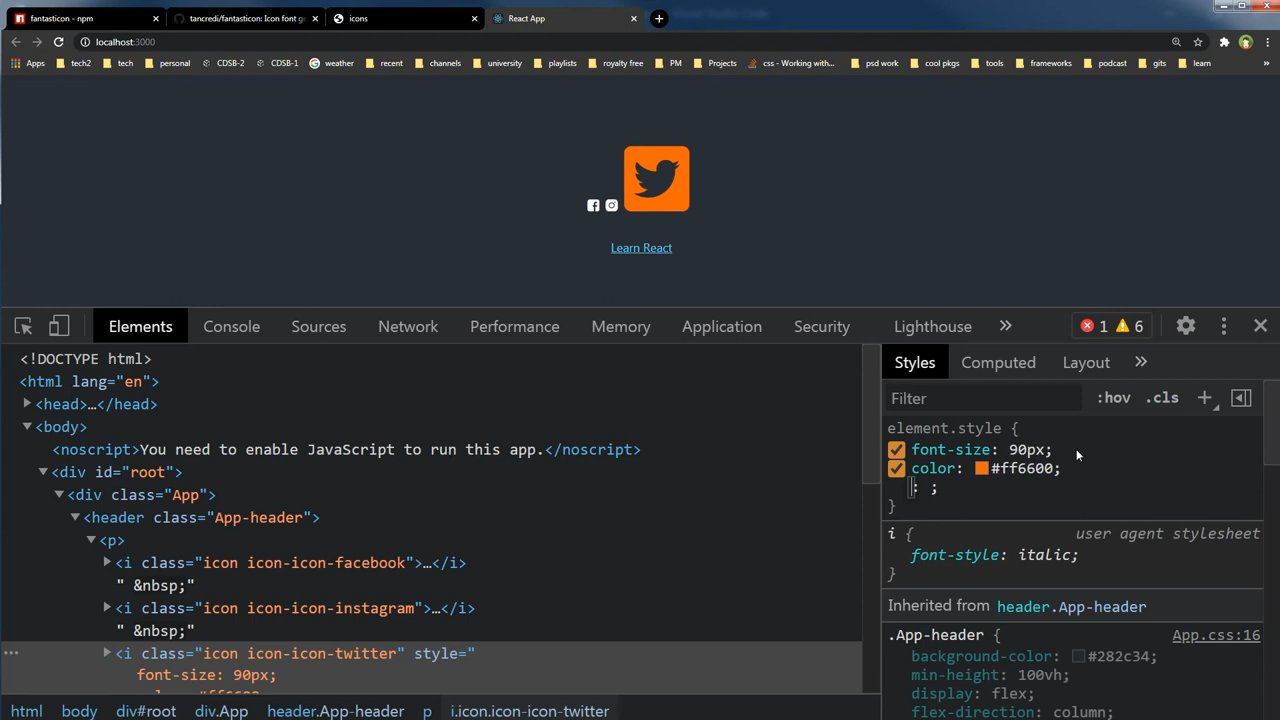 fantasticon - npm
tancredi/fantasticon: Icon font ge
icons
React App
localhost:3000
Apps
tech2
tech
personal
CDSB-2
CDSB-1
weather
recent
channels
university
playlists
royalty free
PM
Projects
css - Working with...
psd work
cool pkgs
tools
frameworks
podcast
gits
learn
»
Learn React
Elements
Console
Sources
Network
Performance
Memory
Application
Security
Lighthouse
»
1
6
<!DOCTYPE html>
<html lang="en">
<head>…</head>
<body>
<noscript>You need to enable JavaScript to run this app.</noscript>
<div id="root">
<div class="App">
<header class="App-header">
<p>
<i class="icon icon-icon-facebook">…</i>
" &nbsp;"
<i class="icon icon-icon-instagram">…</i>
" &nbsp;"
<i class="icon icon-icon-twitter" style="
font-size: 90px;
html body div#root div.App header.App-header p i.icon.icon-icon-twitter
Styles
Computed
Layout
»
Filter
:hov
.cls
+
element.style {
font-size: 90px;
color: #ff6600;
: ;
}
i {
user agent stylesheet
font-style: italic;
}
Inherited from header.App-header
.App-header {
App.css:16
background-color: #282c34;
min-height: 100vh;
display: flex;
flex-direction: column;